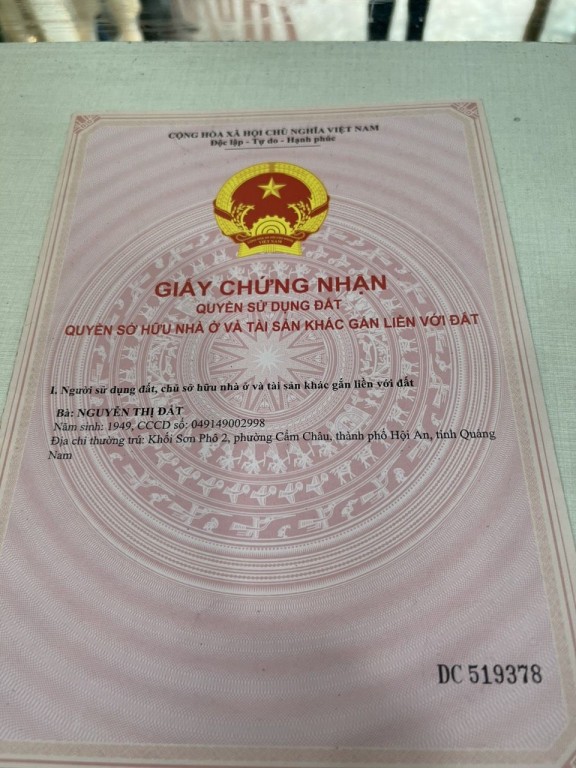 CỘNG HÒA XÃ HỘI CHỦ NGHĨA VIỆT NAM
Độc lập - Tự do - Hạnh phúc
GIẤY CHỨNG NHẬN
QUYỀN SỬ DỤNG ĐẤT
QUYỀN SỞ HỮU NHÀ Ở VÀ TÀI SẢN KHÁC GẮN LIỀN VỚI ĐẤT
I. Người sử dụng đất, chủ sở hữu nhà ở và tài sản khác gắn liền với đất
Bà: NGUYỄN THỊ ĐẮT
Năm sinh: 1949, CCCD số: 049149002998
Địa chỉ thường trú: Khối Sơn Phô 2, phường Cẩm Châu, thành phố Hội An, tỉnh Quảng
Nam
DC 519378